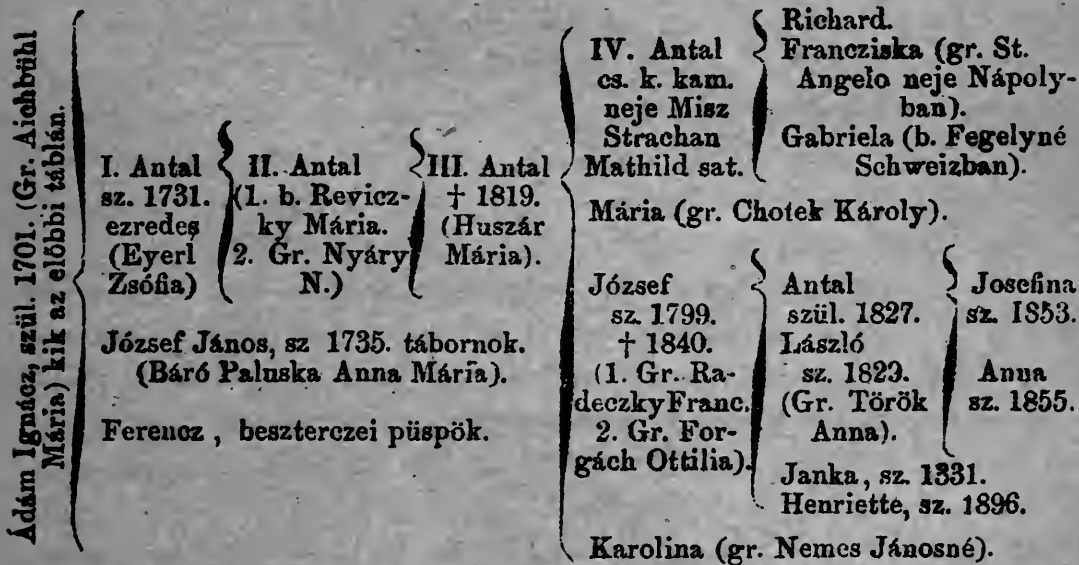 Ádám Ignácz, szül. 1701. (Gr. Aichbühl
Mária) kik az előbbi táblán.
I. Antal
sz. 1731.
ezredes
(Eyerl
Zsófia)
II. Antal
(1. b. Revicz-
ky Mária.
2. Gr. Nyáry
N.)
III. Antal
† 1819.
(Huszár
Mária).
József János, sz 1735. tábornok.
(Báró Paluska Anna Mária).
Ferencz, beszterczei püspök.
IV. Antal
cs. k. kam.
neje Misz
Strachan
Mathild sat.
Richard.
Francziska (gr. St.
Angelo neje Nápoly-
ban).
Gabriela (b. Fegelyné
Schweizban).
Mária (gr. Chotek Károly).
József
sz. 1799.
† 1840.
(1. Gr. Ra-
deczky Franc.
2. Gr. For-
gách Ottilia).
Antal
szül. 1827.
László
sz. 1823.
(Gr. Török
Anna).
Josefina
sz. 1853.
Anna
sz. 1855.
Janka, sz. 1331.
Henriette, sz. 1896.
Karolina (gr. Nemes Jánosné).